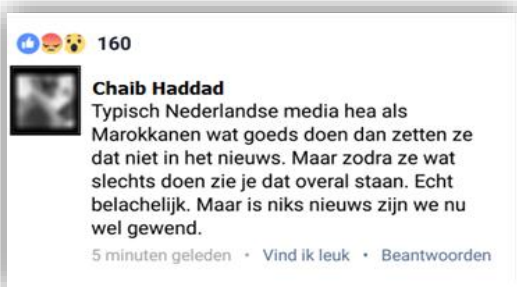 160
Chaib Haddad
Typisch Nederlandse media hea als
Marokkanen wat goeds doen dan zetten ze
dat niet in het nieuws. Maar zodra ze wat
slechts doen zie je dat overal staan. Echt
belachelijk. Maar is niks nieuws zijn we nu
wel gewend.
5 minuten geleden • Vind ik leuk • Beantwoorden